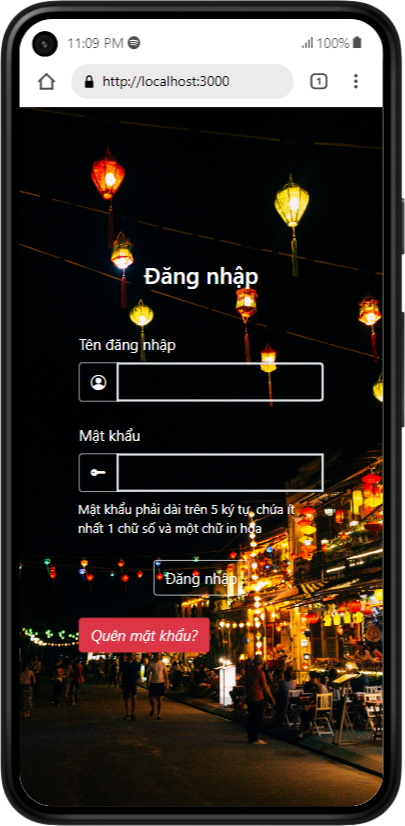 11:09 PM
100%
http://localhost:3000
1
Đăng nhập
Tên đăng nhập
Mật khẩu
Mật khẩu phải dài trên 5 ký tự, chứa ít
nhất 1 chữ số và một chữ in hoa
Đăng nhập
Quên mật khẩu?